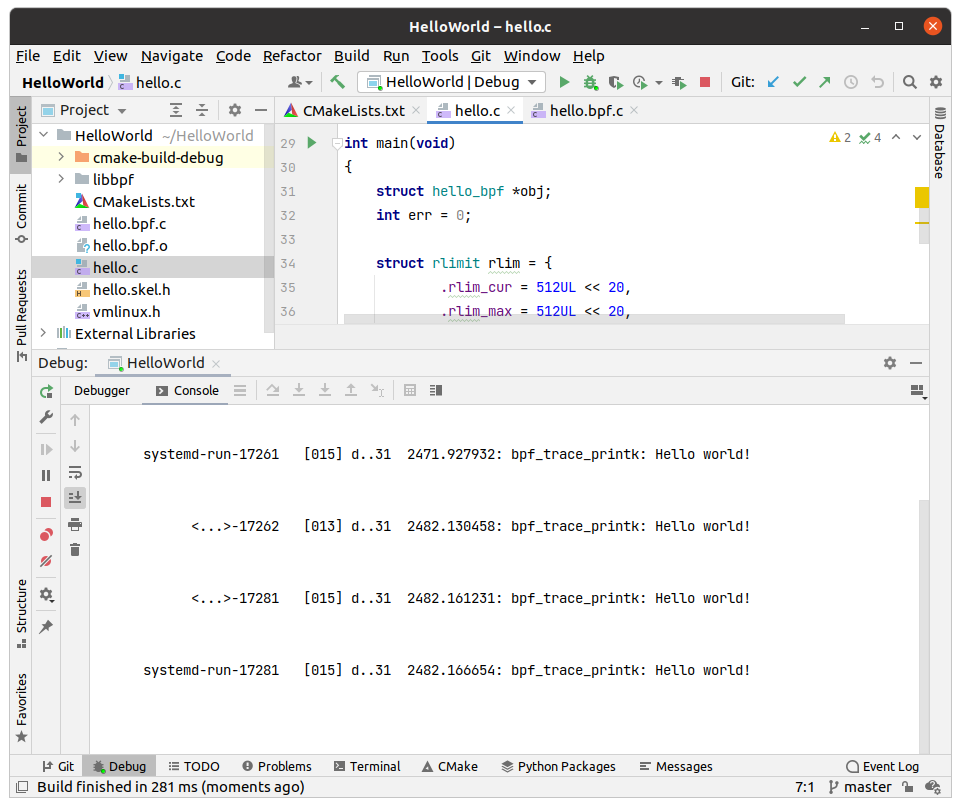 HelloWorld – hello.c
File Edit View Navigate Code Refactor Build Run Tools Git Window Help
HelloWorld hello.c HelloWorld | Debug Git:
Project
Commit
Pull Requests
Structure
Favorites
Project
HelloWorld ~/HelloWorld
cmake-build-debug
libbpf
CMakeLists.txt
hello.bpf.c
hello.bpf.o
hello.c
hello.skel.h
vmlinux.h
External Libraries
CMakeLists.txt hello.c hello.bpf.c
2 4
29 int main(void)
30 {
31 struct hello_bpf *obj;
32 int err = 0;
33
34 struct rlimit rlim = {
35 .rlim_cur = 512UL << 20,
36 .rlim_max = 512UL << 20,
Database
Debug: HelloWorld
Debugger Console
systemd-run-17261 [015] d..31 2471.927932: bpf_trace_printk: Hello world!
<...>-17262 [013] d..31 2482.130458: bpf_trace_printk: Hello world!
<...>-17281 [015] d..31 2482.161231: bpf_trace_printk: Hello world!
systemd-run-17281 [015] d..31 2482.166654: bpf_trace_printk: Hello world!
Git Debug TODO Problems Terminal CMake Python Packages Messages Event Log
Build finished in 281 ms (moments ago) 7:1 master